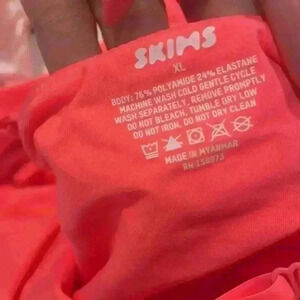 SKIMS
XL
BODY: 76% POLYAMIDE 24% ELASTANE
MACHINE WASH COLD GENTLE CYCLE
WASH SEPARATELY, REMOVE PROMPTLY
DO NOT BLEACH, TUMBLE DRY LOW
DO NOT IRON, DO NOT DRY CLEAN
MADE IN MYANMAR